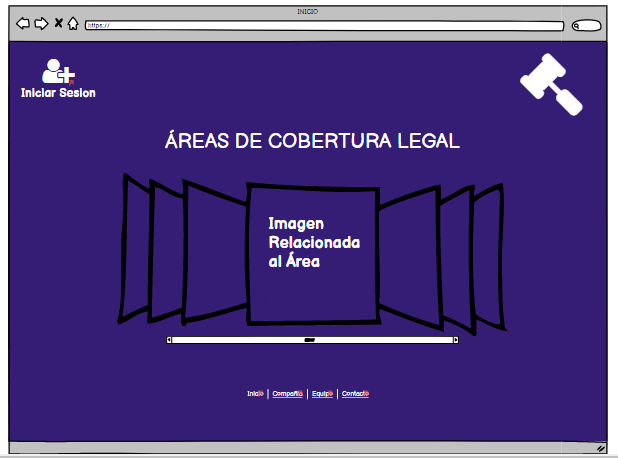 INICIO
https://
Iniciar Sesion
ÁREAS DE COBERTURA LEGAL
Imagen
Relacionada
al Área
Inicio | Compañía | Equipo | Contacto